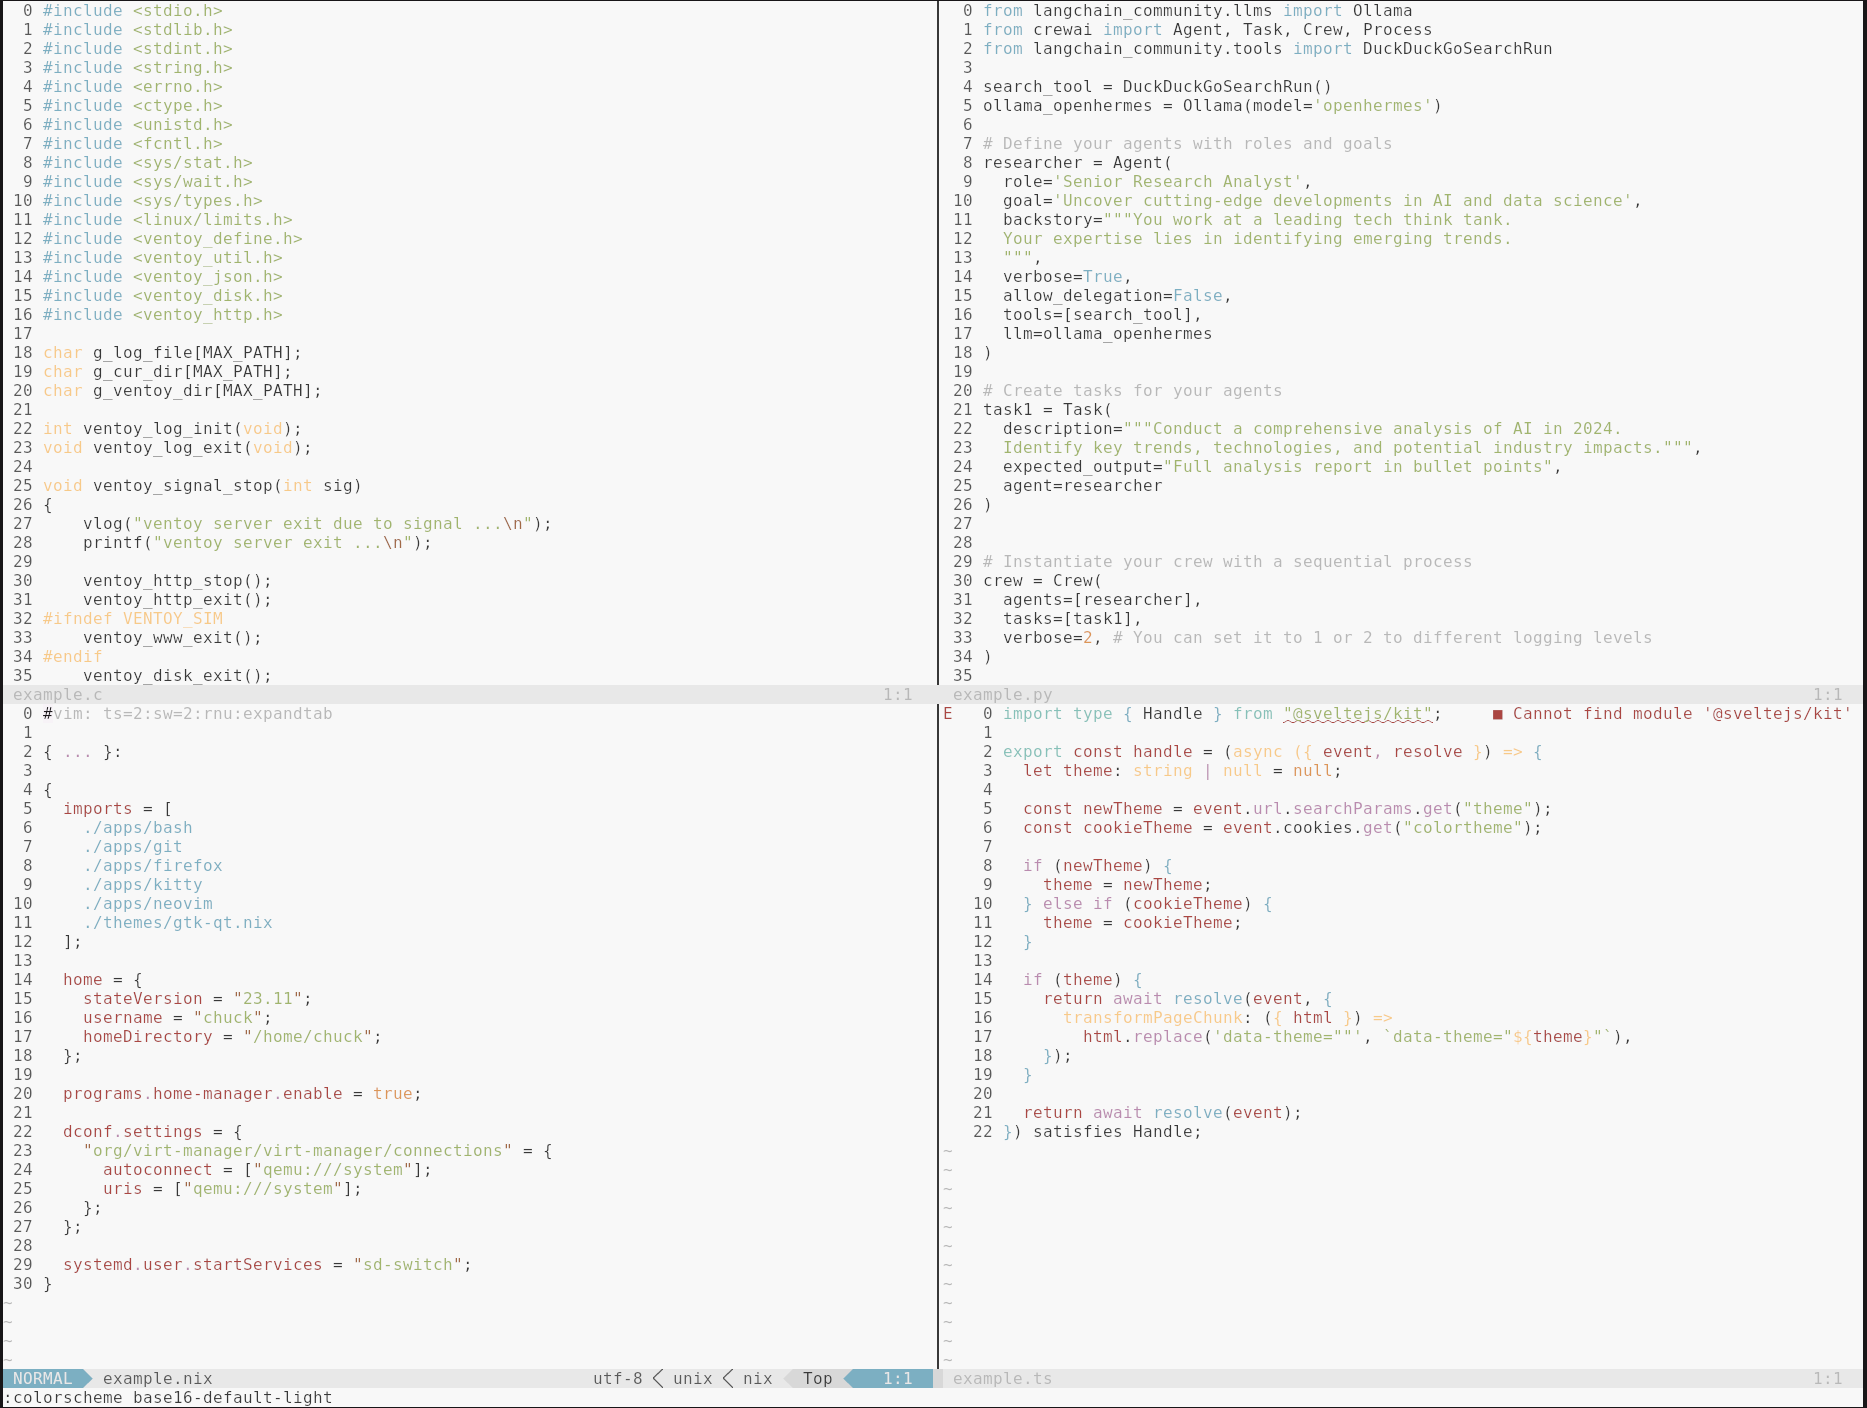 0 #include <stdio.h>
1 #include <stdlib.h>
2 #include <stdint.h>
3 #include <string.h>
4 #include <errno.h>
5 #include <ctype.h>
6 #include <unistd.h>
7 #include <fcntl.h>
8 #include <sys/stat.h>
9 #include <sys/wait.h>
10 #include <sys/types.h>
11 #include <linux/limits.h>
12 #include <ventoy_define.h>
13 #include <ventoy_util.h>
14 #include <ventoy_json.h>
15 #include <ventoy_disk.h>
16 #include <ventoy_http.h>
17
18 char g_log_file[MAX_PATH];
19 char g_cur_dir[MAX_PATH];
20 char g_ventoy_dir[MAX_PATH];
21
22 int ventoy_log_init(void);
23 void ventoy_log_exit(void);
24
25 void ventoy_signal_stop(int sig)
26 {
27     vlog("ventoy server exit due to signal ...\n");
28     printf("ventoy server exit ...\n");
29
30     ventoy_http_stop();
31     ventoy_http_exit();
32 #ifndef VENTOY_SIM
33     ventoy_www_exit();
34 #endif
35     ventoy_disk_exit();
example.c 1:1
0 from langchain_community.llms import Ollama
1 from crewai import Agent, Task, Crew, Process
2 from langchain_community.tools import DuckDuckGoSearchRun
3
4 search_tool = DuckDuckGoSearchRun()
5 ollama_openhermes = Ollama(model='openhermes')
6
7 # Define your agents with roles and goals
8 researcher = Agent(
9   role='Senior Research Analyst',
10   goal='Uncover cutting-edge developments in AI and data science',
11   backstory="""You work at a leading tech think tank.
12   Your expertise lies in identifying emerging trends.
13   """,
14   verbose=True,
15   allow_delegation=False,
16   tools=[search_tool],
17   llm=ollama_openhermes
18 )
19
20 # Create tasks for your agents
21 task1 = Task(
22   description="""Conduct a comprehensive analysis of AI in 2024.
23   Identify key trends, technologies, and potential industry impacts.""",
24   expected_output="Full analysis report in bullet points",
25   agent=researcher
26 )
27
28
29 # Instantiate your crew with a sequential process
30 crew = Crew(
31   agents=[researcher],
32   tasks=[task1],
33   verbose=2, # You can set it to 1 or 2 to different logging levels
34 )
35
example.py 1:1
0 #vim: ts=2:sw=2:rnu:expandtab
1
2 { ... }:
3
4 {
5   imports = [
6     ./apps/bash
7     ./apps/git
8     ./apps/firefox
9     ./apps/kitty
10     ./apps/neovim
11     ./themes/gtk-qt.nix
12   ];
13
14   home = {
15     stateVersion = "23.11";
16     username = "chuck";
17     homeDirectory = "/home/chuck";
18   };
19
20   programs.home-manager.enable = true;
21
22   dconf.settings = {
23     "org/virt-manager/virt-manager/connections" = {
24       autoconnect = ["qemu:///system"];
25       uris = ["qemu:///system"];
26     };
27   };
28
29   systemd.user.startServices = "sd-switch";
30 }
~
~
~
~
NORMAL example.nix utf-8 unix nix Top 1:1
E 0 import type { Handle } from "@sveltejs/kit";     ■ Cannot find module '@sveltejs/kit'
1
2 export const handle = (async ({ event, resolve }) => {
3   let theme: string | null = null;
4
5   const newTheme = event.url.searchParams.get("theme");
6   const cookieTheme = event.cookies.get("colortheme");
7
8   if (newTheme) {
9     theme = newTheme;
10   } else if (cookieTheme) {
11     theme = cookieTheme;
12   }
13
14   if (theme) {
15     return await resolve(event, {
16       transformPageChunk: ({ html }) =>
17         html.replace('data-theme=""', `data-theme="${theme}"`),
18     });
19   }
20
21   return await resolve(event);
22 }) satisfies Handle;
~
~
~
~
~
~
~
~
~
~
~
~
example.ts 1:1
:colorscheme base16-default-light